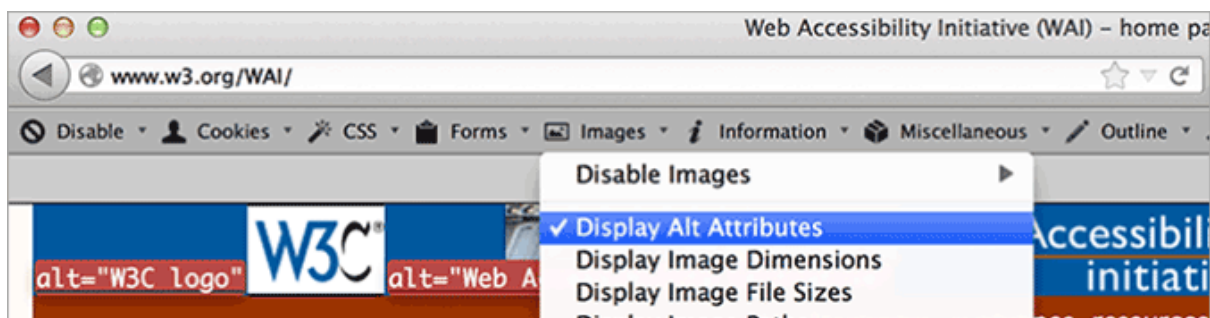 Web Accessibility Initiative (WAI) – home pa
www.w3.org/WAI/
Disable Cookies CSS Forms Images Information Miscellaneous Outline
Disable Images
✓ Display Alt Attributes
Display Image Dimensions
Display Image File Sizes
alt="W3C logo" W3C® alt="Web A
Accessibili
initiati